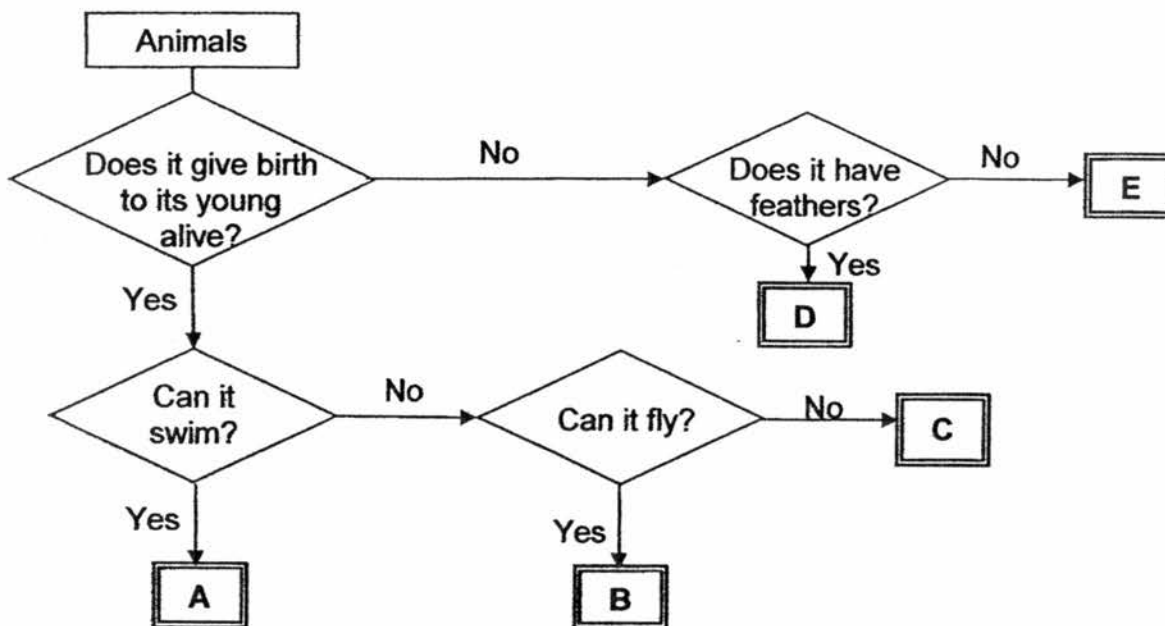 Animals
Does it give birth
to its young
alive?
No
Does it have
feathers?
No
E
Yes
D
Yes
Can it
swim?
No
Can it fly?
No
C
Yes
A
Yes
B